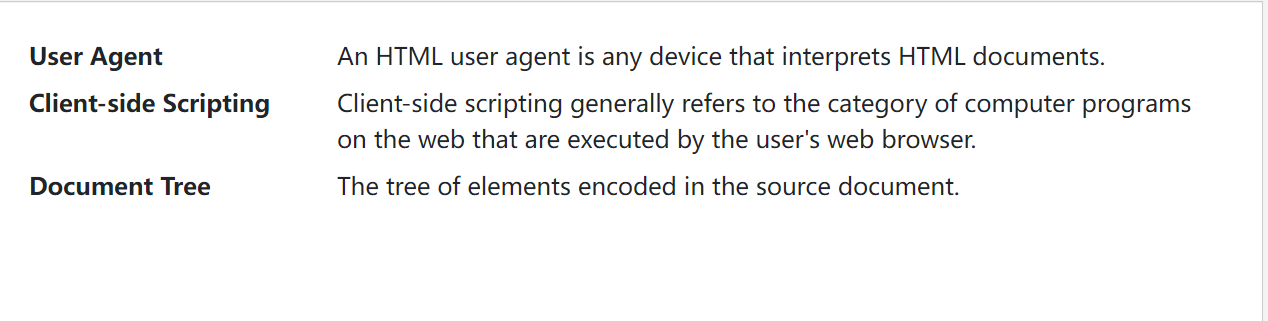 User Agent An HTML user agent is any device that interprets HTML documents.
Client-side Scripting Client-side scripting generally refers to the category of computer programs
on the web that are executed by the user's web browser.
Document Tree The tree of elements encoded in the source document.